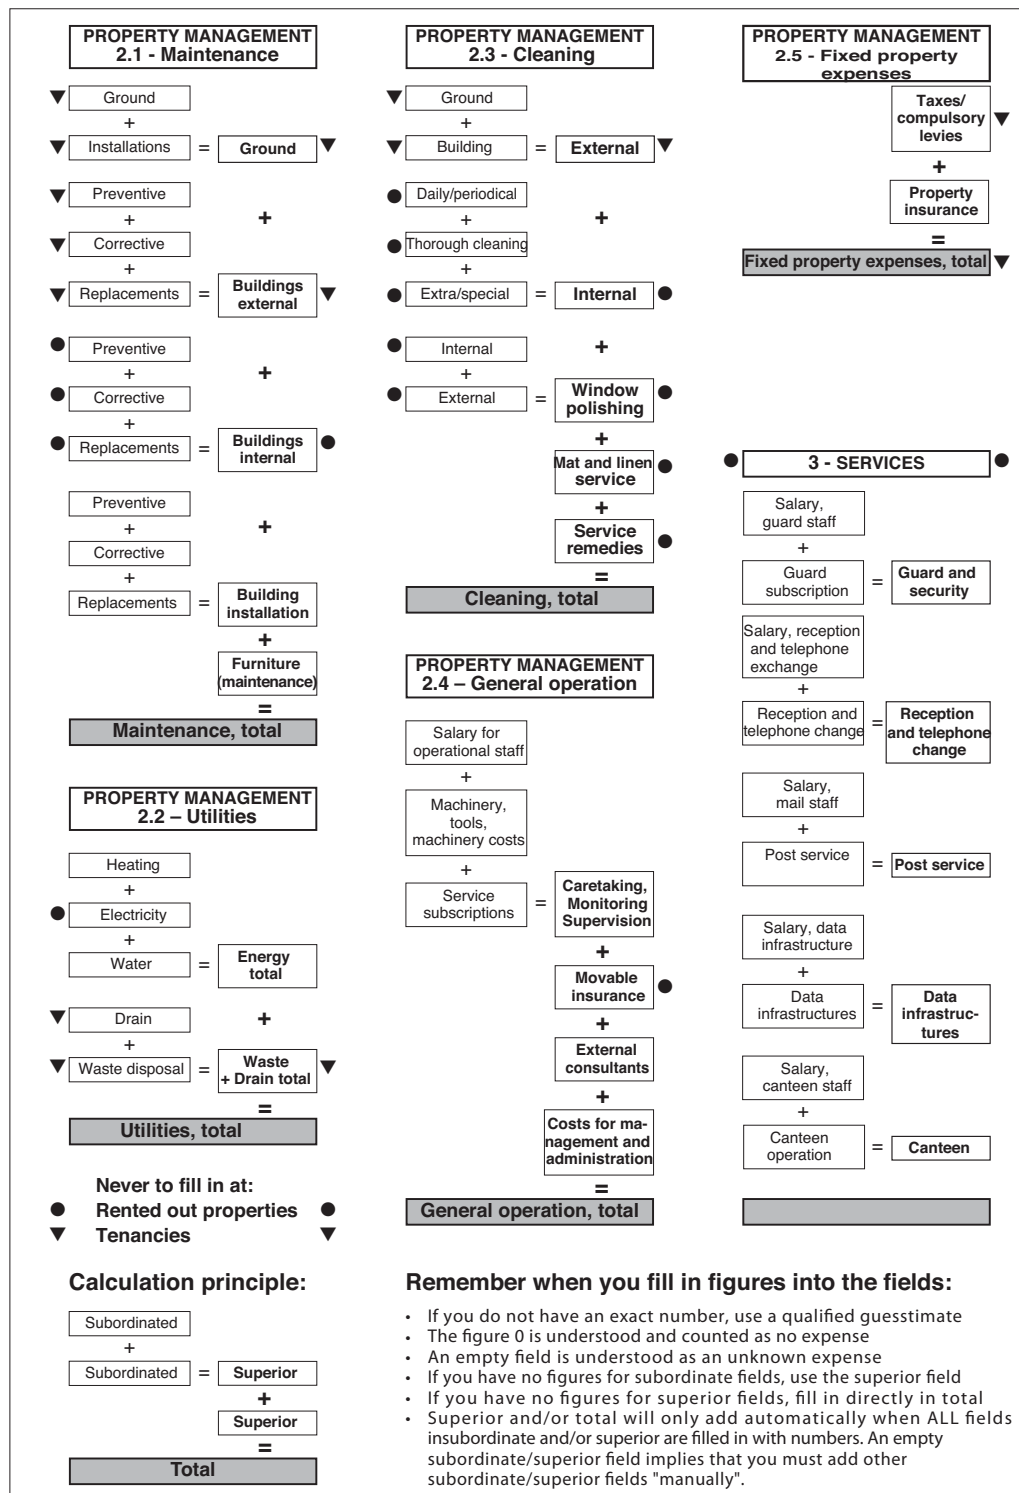 PROPERTY MANAGEMENT
2.1 - Maintenance
Ground
+
Installations = Ground
Preventive
+ +
Corrective
+
Replacements = Buildings
external
Preventive
+ +
Corrective
+
Replacements = Buildings
internal
Preventive
+ +
Corrective
+
Replacements = Building
installation
+
Furniture
(maintenance)
=
Maintenance, total
PROPERTY MANAGEMENT
2.2 – Utilities
Heating
+
Electricity
+
Water = Energy
total
Drain +
+
Waste disposal = Waste
+ Drain total
=
Utilities, total
Never to fill in at:
● Rented out properties ●
▼ Tenancies ▼
Calculation principle:
Subordinated
+
Subordinated = Superior
+
Superior
=
Total
PROPERTY MANAGEMENT
2.3 - Cleaning
Ground
+
Building = External
Daily/periodical
+ +
Thorough cleaning
+
Extra/special = Internal
Internal +
+
External = Window
polishing
+
Mat and linen
service
+
Service
remedies
=
Cleaning, total
PROPERTY MANAGEMENT
2.4 – General operation
Salary for
operational staff
+
Machinery,
tools,
machinery costs
+
Service
subscriptions = Caretaking,
Monitoring
Supervision
+
Movable
insurance
+
External
consultants
+
Costs for ma-
nagement and
administration
=
General operation, total
PROPERTY MANAGEMENT
2.5 - Fixed property
expenses
Taxes/
compulsory
levies
+
Property
insurance
=
Fixed property expenses, total
3 - SERVICES
Salary,
guard staff
+
Guard
subscription = Guard and
security
Salary, reception
and telephone
exchange
+
Reception and
telephone change = Reception
and telephone
change
Salary,
mail staff
+
Post service = Post service
Salary, data
infrastructure
+
Data
infrastructures = Data
infrastruc-
tures
Salary,
canteen staff
+
Canteen
operation = Canteen
Remember when you fill in figures into the fields:
• If you do not have an exact number, use a qualified guesstimate
• The figure 0 is understood and counted as no expense
• An empty field is understood as an unknown expense
• If you have no figures for subordinate fields, use the superior field
• If you have no figures for superior fields, fill in directly in total
• Superior and/or total will only add automatically when ALL fields
insubordinate and/or superior are filled in with numbers. An empty
subordinate/superior field implies that you must add other
subordinate/superior fields "manually".